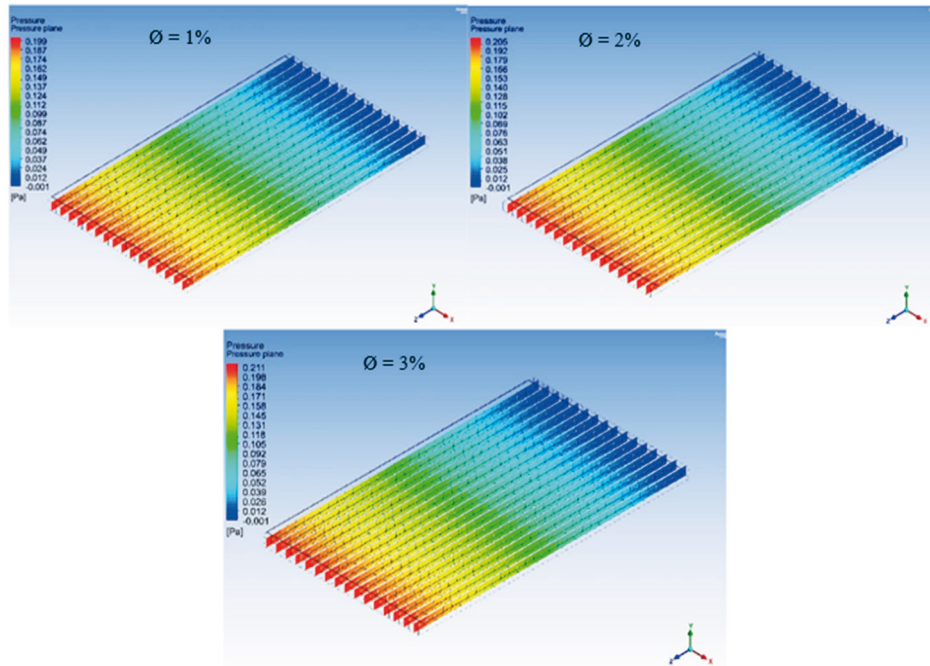 Pressure
Pressure plane
0.199
0.187
0.174
0.162
0.149
0.137
0.124
0.112
0.099
0.087
0.074
0.062
0.049
0.037
0.024
0.012
-0.001
[Pa]
Ø = 1%
Y
Z
X
Pressure
Pressure plane
0.205
0.192
0.179
0.166
0.153
0.140
0.128
0.115
0.102
0.089
0.076
0.063
0.051
0.038
0.025
0.012
-0.001
[Pa]
Ø = 2%
Y
Z
X
Pressure
Pressure plane
0.211
0.198
0.184
0.171
0.158
0.145
0.131
0.118
0.105
0.092
0.079
0.065
0.052
0.039
0.026
0.012
-0.001
[Pa]
Ø = 3%
Y
Z
X